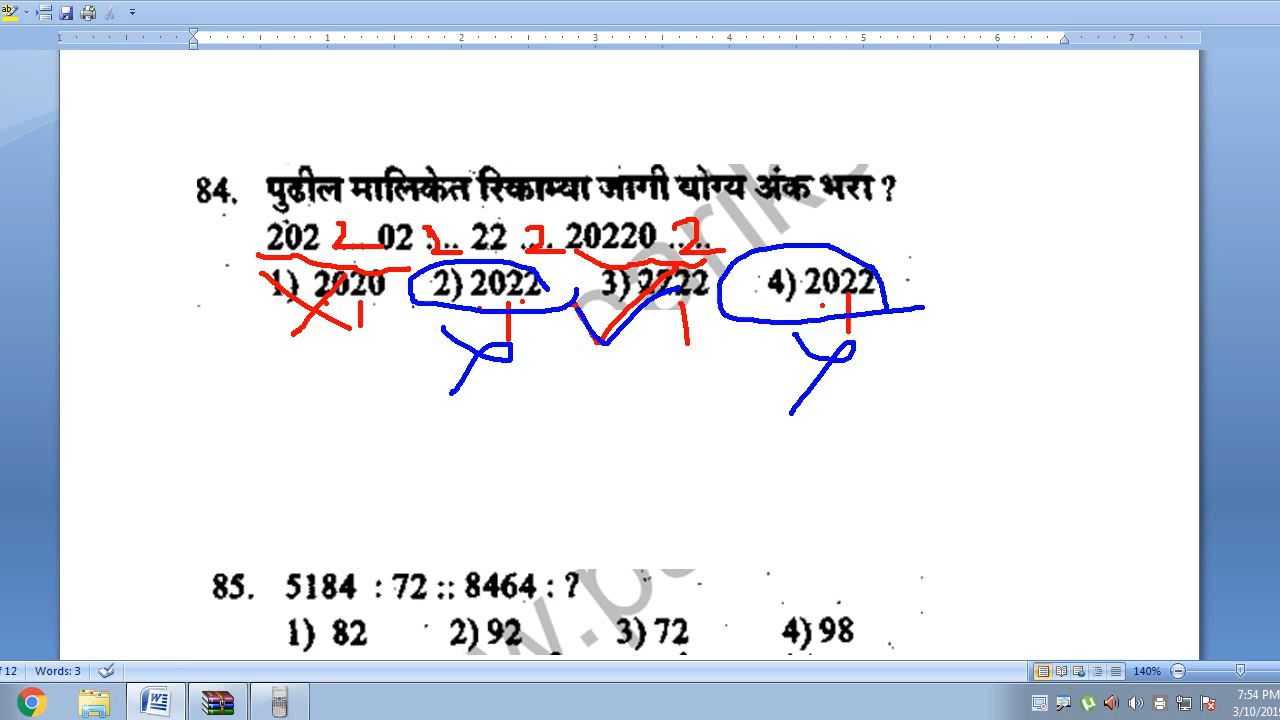 84. पुढील मालिकेत रिकाम्या जागी योग्य अंक भरा ?
202 2.... 02 2... 22 ..2.. 20220 ..2..
1) 2020 2) 2022 3) 2222 4) 2022
85. 5184 : 72 :: 8464 : ?
1) 82 2) 92 3) 72 4) 98
Words: 3 140%
7:54 PM